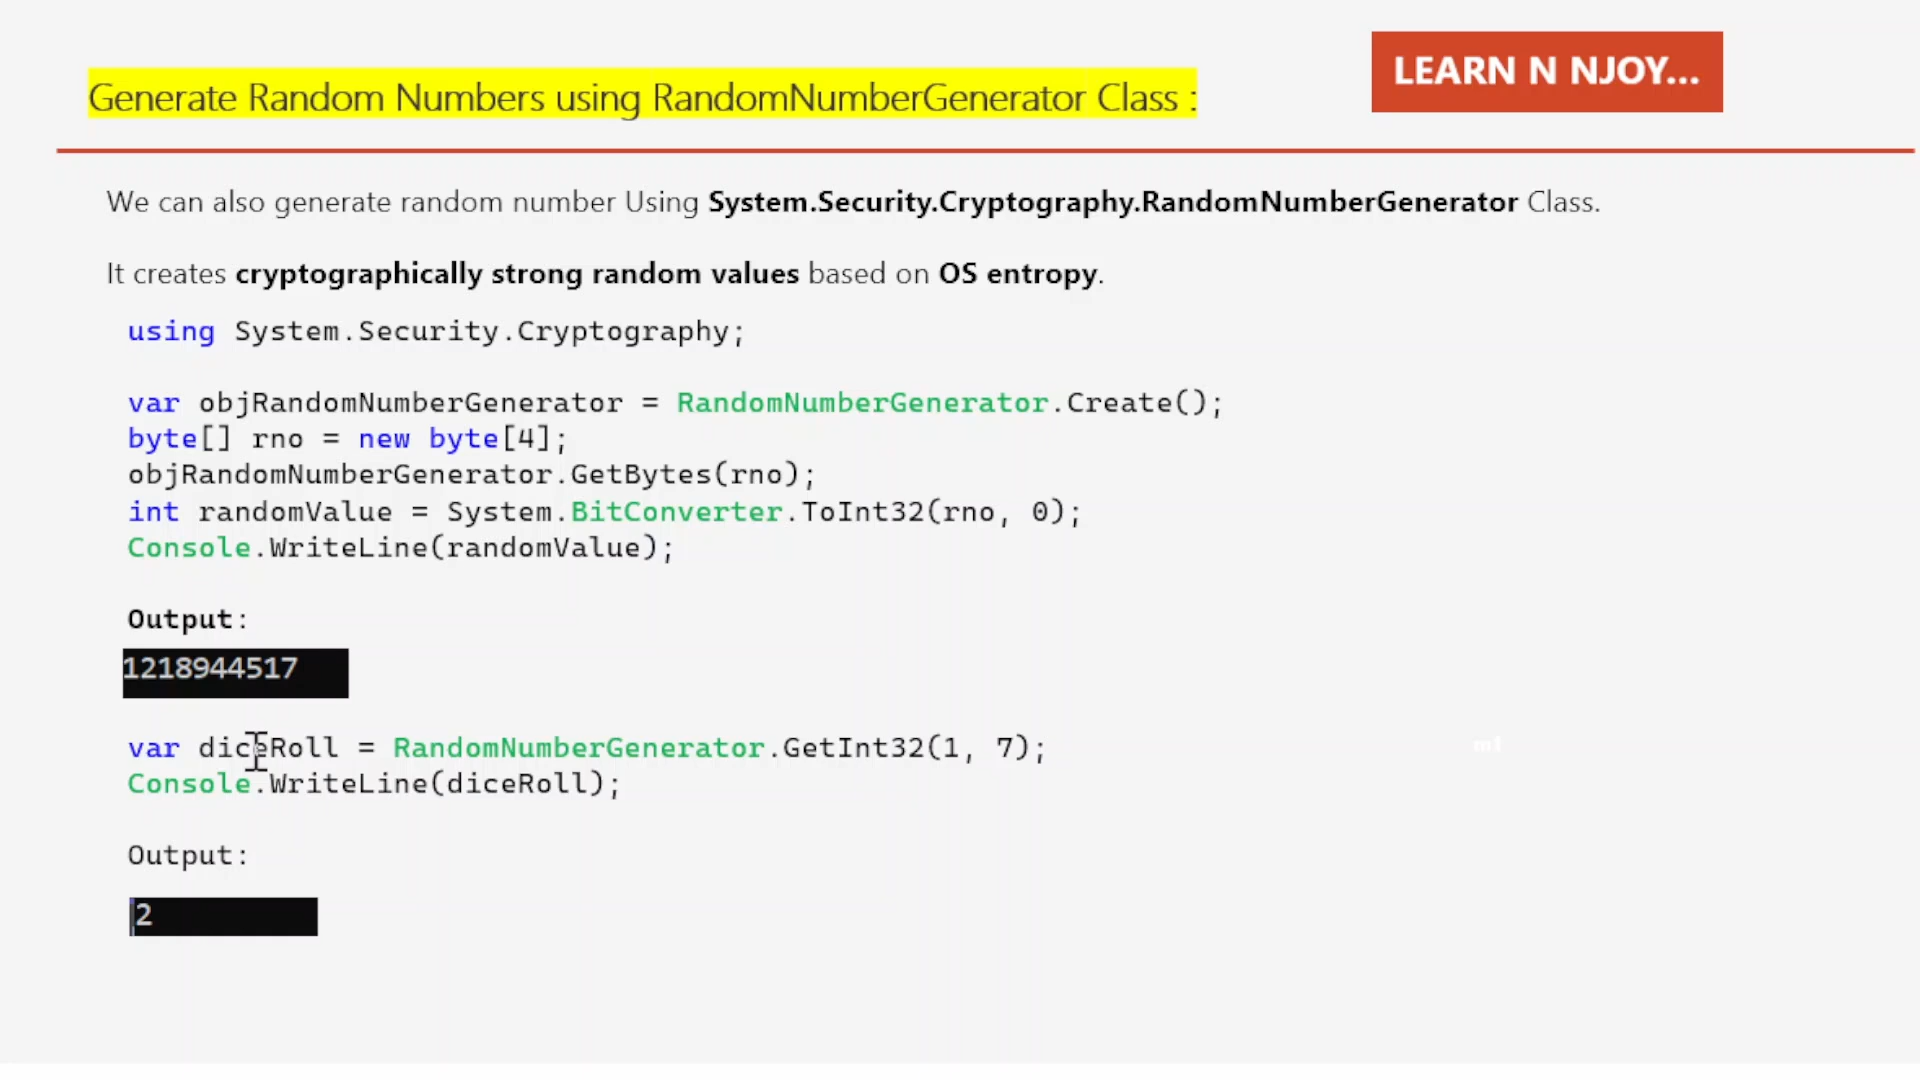 LEARN N NJOY...
Generate Random Numbers using RandomNumberGenerator Class :
We can also generate random number Using System.Security.Cryptography.RandomNumberGenerator Class.
It creates cryptographically strong random values based on OS entropy.
using System.Security.Cryptography;
var objRandomNumberGenerator = RandomNumberGenerator.Create();
byte[] rno = new byte[4];
objRandomNumberGenerator.GetBytes(rno);
int randomValue = System.BitConverter.ToInt32(rno, 0);
Console.WriteLine(randomValue);
Output:
1218944517
var diceRoll = RandomNumberGenerator.GetInt32(1, 7);
Console.WriteLine(diceRoll);
Output:
2